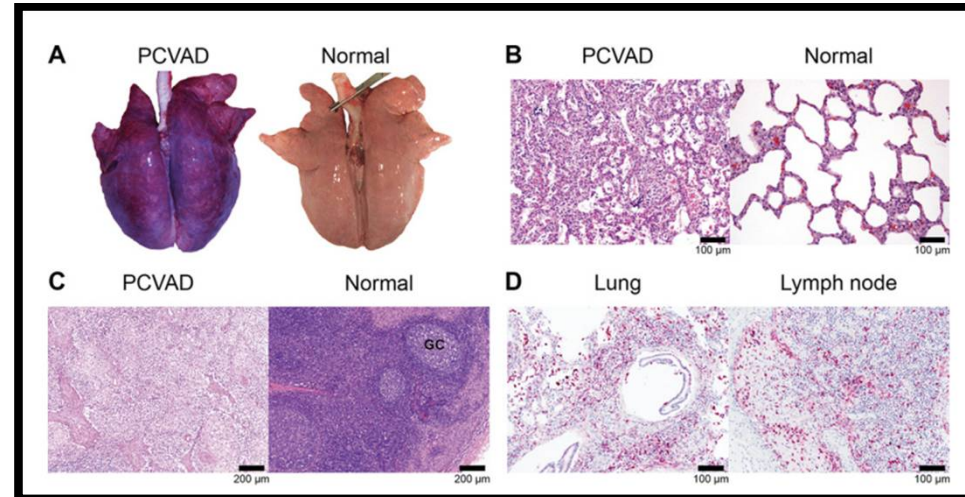 A PCVAD Normal
B PCVAD Normal
100 μm 100 μm
C PCVAD Normal
GC
200 μm 200 μm
D Lung Lymph node
100 μm 100 μm